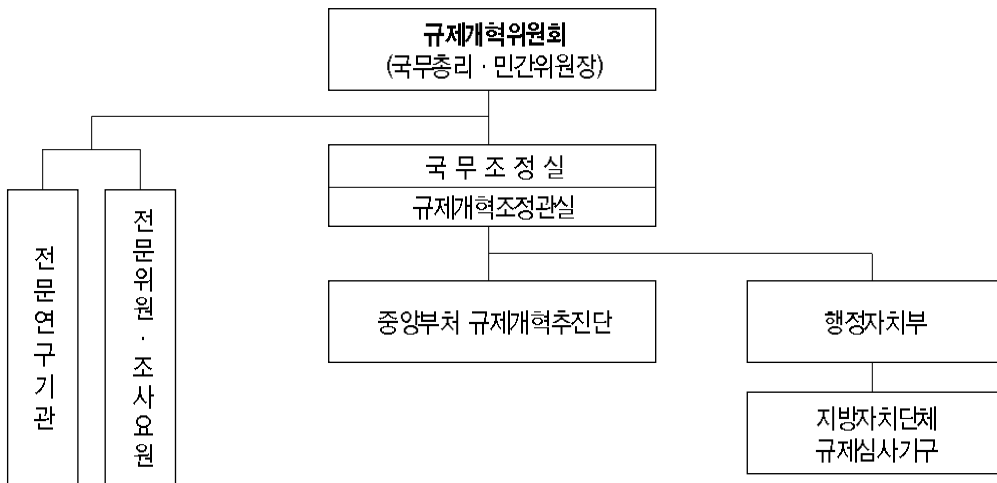 규제개혁위원회
(국무총리 · 민간위원장)
국 무 조 정 실
규제개혁조정관실
전문연구기관
전문위원 · 조사요원
중앙부처 규제개혁추진단
행정자치부
지방자치단체
규제심사기구